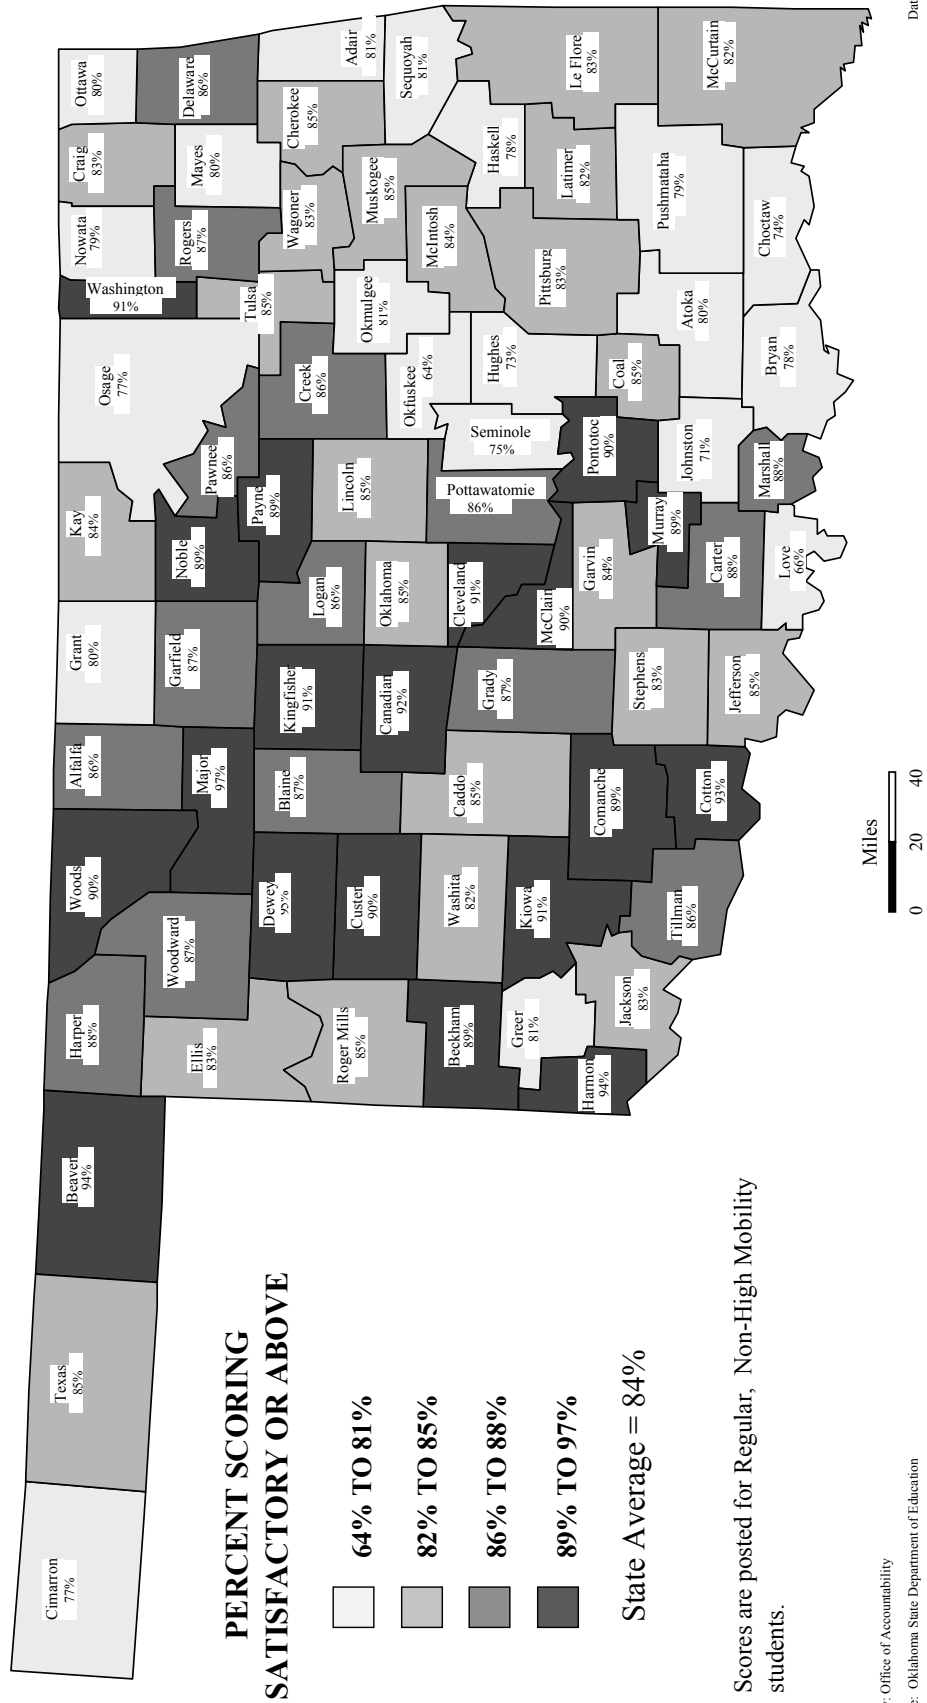 Cimarron
77%
Texas
85%
Beaver
94%
Harper
88%
Woods
90%
Alfalfa
86%
Grant
80%
Kay
84%
Osage
77%
Washington
91%
Nowata
79%
Craig
83%
Ottawa
80%
Delaware
86%
Mayes
80%
Rogers
87%
Tulsa
85%
Pawnee
86%
Noble
89%
Garfield
87%
Major
97%
Woodward
87%
Ellis
83%
Dewey
Blaine
87%
Kingfisher
91%
Logan
86%
Payne
89%
Creek
86%
Wagoner
83%
Cherokee
85%
Adair
81%
Roger Mills
85%
Custer
90%
Canadian
92%
Oklahoma
85%
Lincoln
85%
Okfuskee
64%
Okmulgee
81%
Muskogee
85%
Sequoyah
81%
Beckham
89%
Washita
82%
Caddo
85%
Grady
87%
Cleveland
91%
Pottawatomie
86%
Seminole
75%
Hughes
73%
McIntosh
84%
Haskell
78%
Greer
81%
Kiowa
91%
Comanche
89%
McClain
90%
Garvin
84%
Pontotoc
90%
Coal
85%
Pittsburg
83%
Latimer
82%
Le Flore
83%
Harmon
94%
Jackson
83%
Tillman
86%
Cotton
93%
Stephens
83%
Murray
89%
Johnston
71%
Atoka
80%
Pushmataha
79%
McCurtain
82%
Jefferson
85%
Carter
88%
Love
66%
Marshal
88%
Bryan
78%
Choctaw
74%
PERCENT SCORING
SATISFACTORY OR ABOVE
64% TO 81%
82% TO 85%
86% TO 88%
89% TO 97%
State Average = 84%
Scores are posted for Regular, Non-High Mobility
students.
Miles
0 20 40
: Office of Accountability
e: Oklahoma State Department of Education
Dat